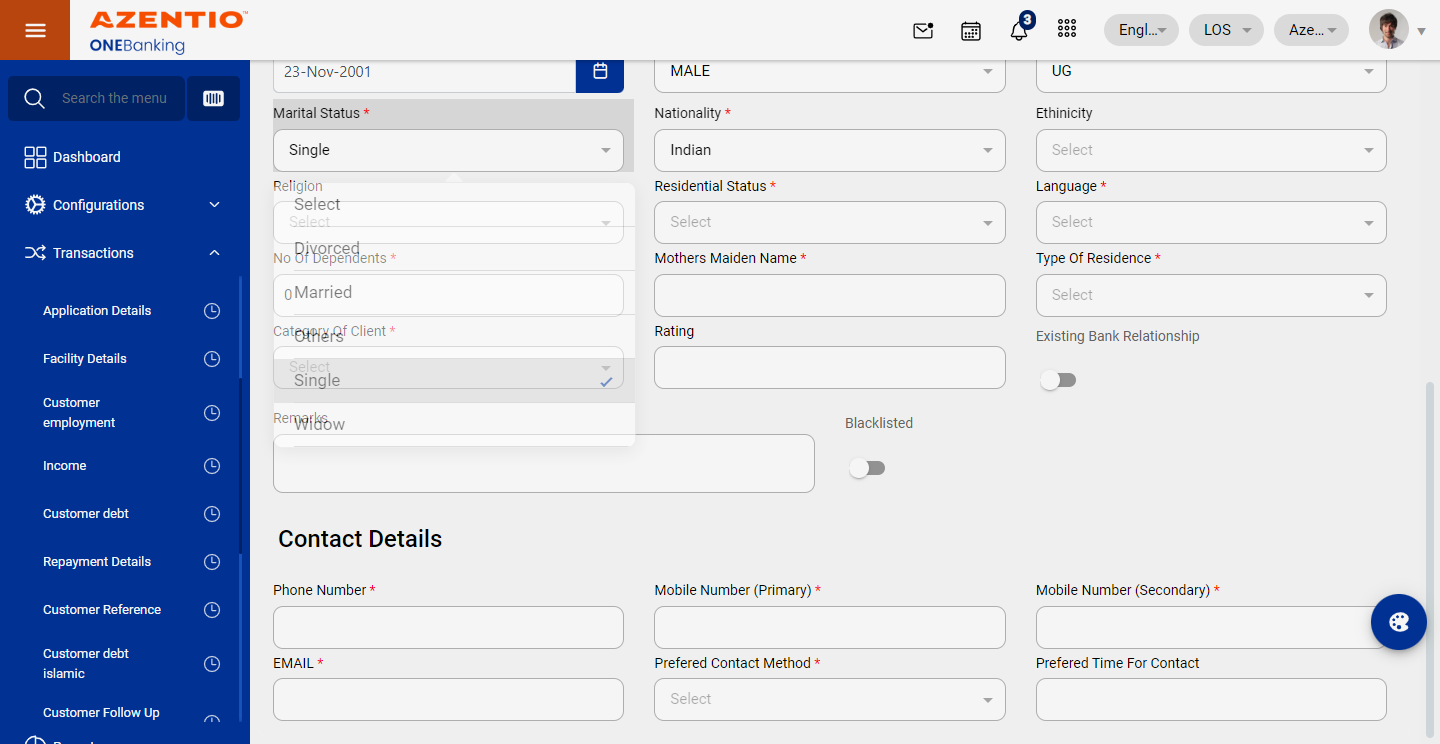 AZENTIO™
ONEBanking
3
Engl...
LOS
Aze...
Search the menu
Dashboard
Configurations
Transactions
Application Details
Facility Details
Customer
employment
Income
Customer debt
Repayment Details
Customer Reference
Customer debt
islamic
Customer Follow Up
23-Nov-2001
MALE
UG
Marital Status *
Nationality *
Ethinicity
Single
Indian
Select
Religion
Residential Status *
Language *
Select
Select
Select
Select
Divorced
No Of Dependents *
Mothers Maiden Name *
Type Of Residence *
0
Married
Select
Others
Category Of Client *
Rating
Existing Bank Relationship
Select
Single
Remarks
Widow
Blacklisted
Contact Details
Phone Number *
Mobile Number (Primary) *
Mobile Number (Secondary) *
EMAIL *
Prefered Contact Method *
Prefered Time For Contact
Select